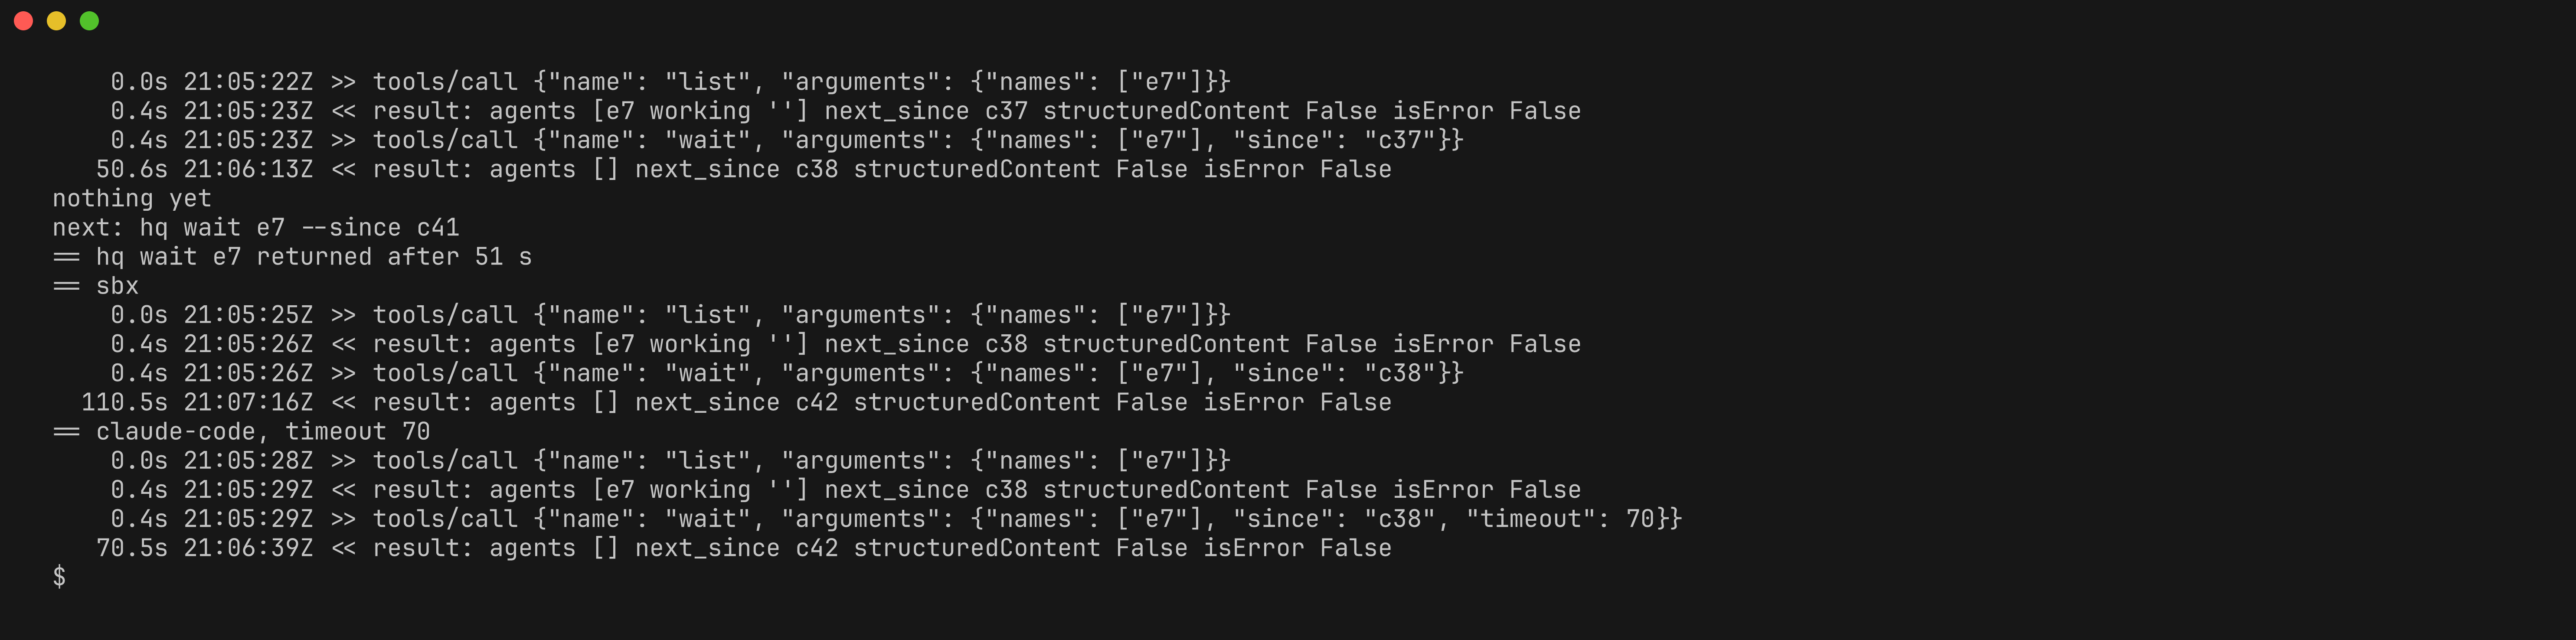 0.0s 21:05:22Z >> tools/call {"name": "list", "arguments": {"names": ["e7"]}}
0.4s 21:05:23Z << result: agents [e7 working ''] next_since c37 structuredContent False isError False
0.4s 21:05:23Z >> tools/call {"name": "wait", "arguments": {"names": ["e7"], "since": "c37"}}
50.6s 21:06:13Z << result: agents [] next_since c38 structuredContent False isError False
nothing yet
next: hq wait e7 --since c41
== hq wait e7 returned after 51 s
== sbx
0.0s 21:05:25Z >> tools/call {"name": "list", "arguments": {"names": ["e7"]}}
0.4s 21:05:26Z << result: agents [e7 working ''] next_since c38 structuredContent False isError False
0.4s 21:05:26Z >> tools/call {"name": "wait", "arguments": {"names": ["e7"], "since": "c38"}}
110.5s 21:07:16Z << result: agents [] next_since c42 structuredContent False isError False
== claude-code, timeout 70
0.0s 21:05:28Z >> tools/call {"name": "list", "arguments": {"names": ["e7"]}}
0.4s 21:05:29Z << result: agents [e7 working ''] next_since c38 structuredContent False isError False
0.4s 21:05:29Z >> tools/call {"name": "wait", "arguments": {"names": ["e7"], "since": "c38", "timeout": 70}}
70.5s 21:06:39Z << result: agents [] next_since c42 structuredContent False isError False
$